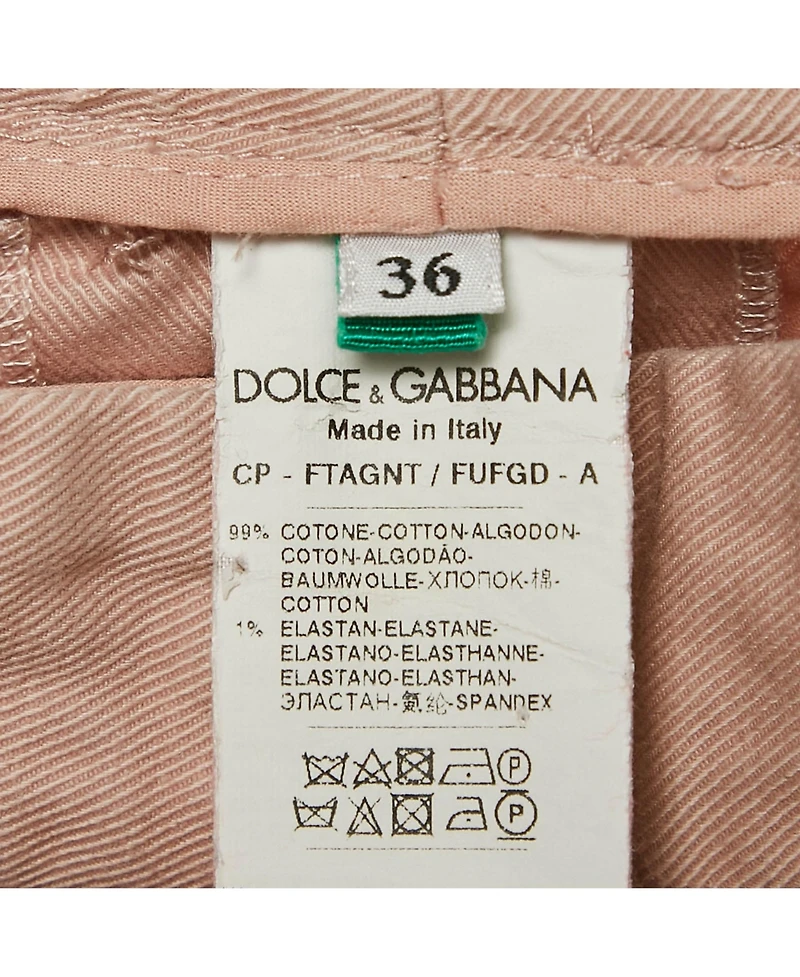 36
DOLCE & GABBANA
Made in Italy
CP - FTAGNT / FUFGD - A
99% COTONE-COTTON-ALGODON-
COTON-ALGODÃO-
BAUMWOLLE-ХЛОПОК-棉-
COTTON
1% ELASTAN-ELASTANE-
ELASTANO-ELASTHANNE-
ELASTANO-ELASTHAN-
ЭЛАСТАН-氨纶-SPANDEX
P
P